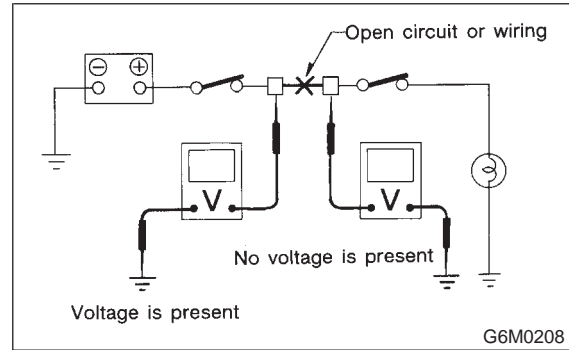 Open circuit or wiring
⊖ ⊕
V
V
No voltage is present
Voltage is present
G6M0208